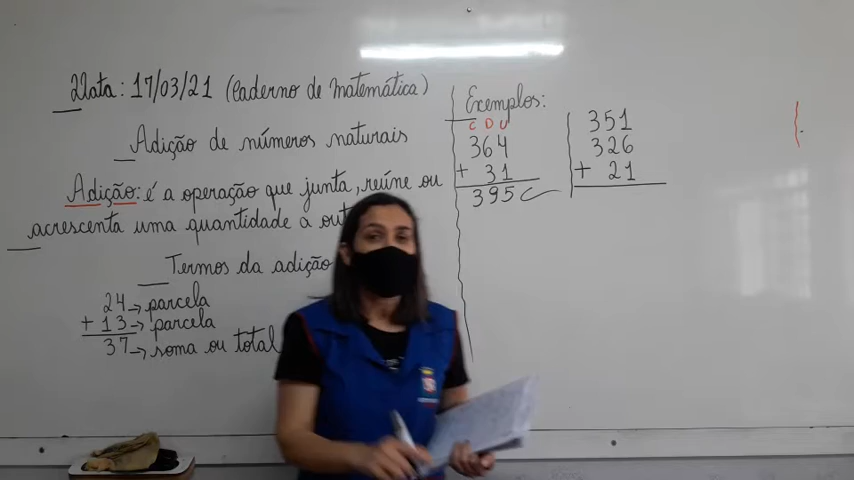 Data: 17/03/21 (Caderno de Matemática)
Adição de números naturais
Adição: é a operação que junta, reúne ou
acrescenta uma quantidade a
Termos da adição
24 → parcela
+ 13 → parcela
37 → soma ou total
Exemplos:
C D U
364
+ 31
395
351
326
+ 21